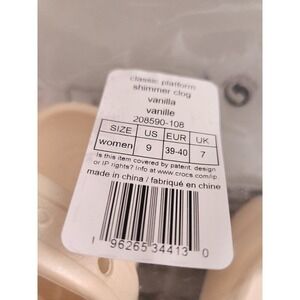 classic platform
shimmer clog
vanilla
vanille
208590-108
SIZE US EUR UK
women 9 39-40 7
Is this item covered by patent, design
or IP rights? Info at www.crocs.com/ip.
made in china / fabriqué en chine
1 96265 34413 0